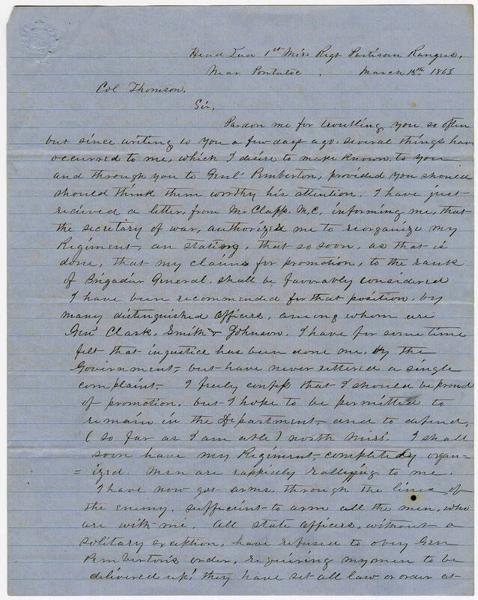 Head Qua 1st Miss Regt Partisan Rangers,
Near Pontotoc, March 15th 1863
Col Thomson,
Sir,
Pardon me for troubling you so often
but since writing to you a few days ago, several things have
occurred to me, which I desire to make known to you
and through you to Genl Pemberton, provided you should
should think them worthy his attention. I have just
recieved a letter, from Mr Clapp M.C, informing me, that
the secretary of war, authorized me to reorganize my
Regiment, an stating, that so soon, as that is
done, that my claims for promotion, to the rank
of Brigadier General, shall be favorably considered
I have been recommended for that position, by
many distinguished officers, among whom are
Genl Clark, Smith & Johnson. I have for some time
felt that injustice has been done me, by the
Government, but have never uttered a single
complaint. I freely confess that I should be proud
of promotion, but I hope to be permitted to
remain in the Department and to defend,
(so far as I am able) north Miss. I shall
soon have my Regiment completely organ-
=ized. men are rappidly rallying to me.
I have now got arms, through the lines of
the enemy, sufficient to arm all the men, who
are with me. All state officers, without a
solitary exception, have refused to obey Gen
Pemberton's order, requiring my men to be
delivered up; they have set all law or order at